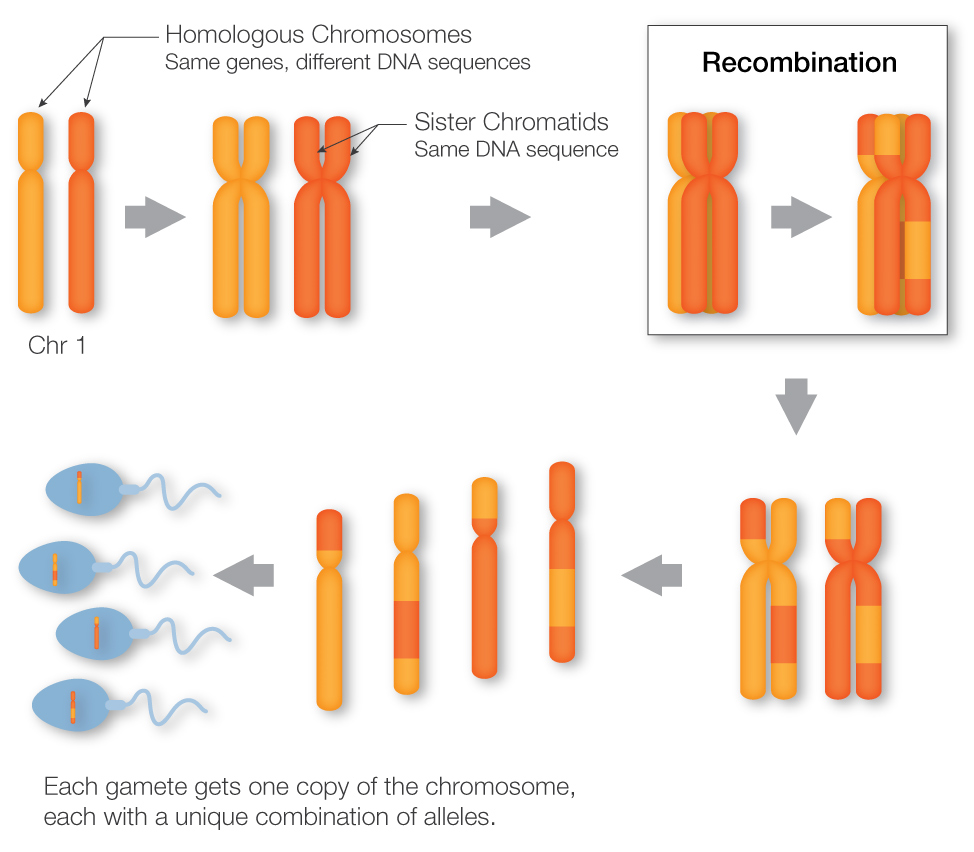 Homologous Chromosomes
Same genes, different DNA sequences
Sister Chromatids
Same DNA sequence
Recombination
Chr 1
Each gamete gets one copy of the chromosome,
each with a unique combination of alleles.